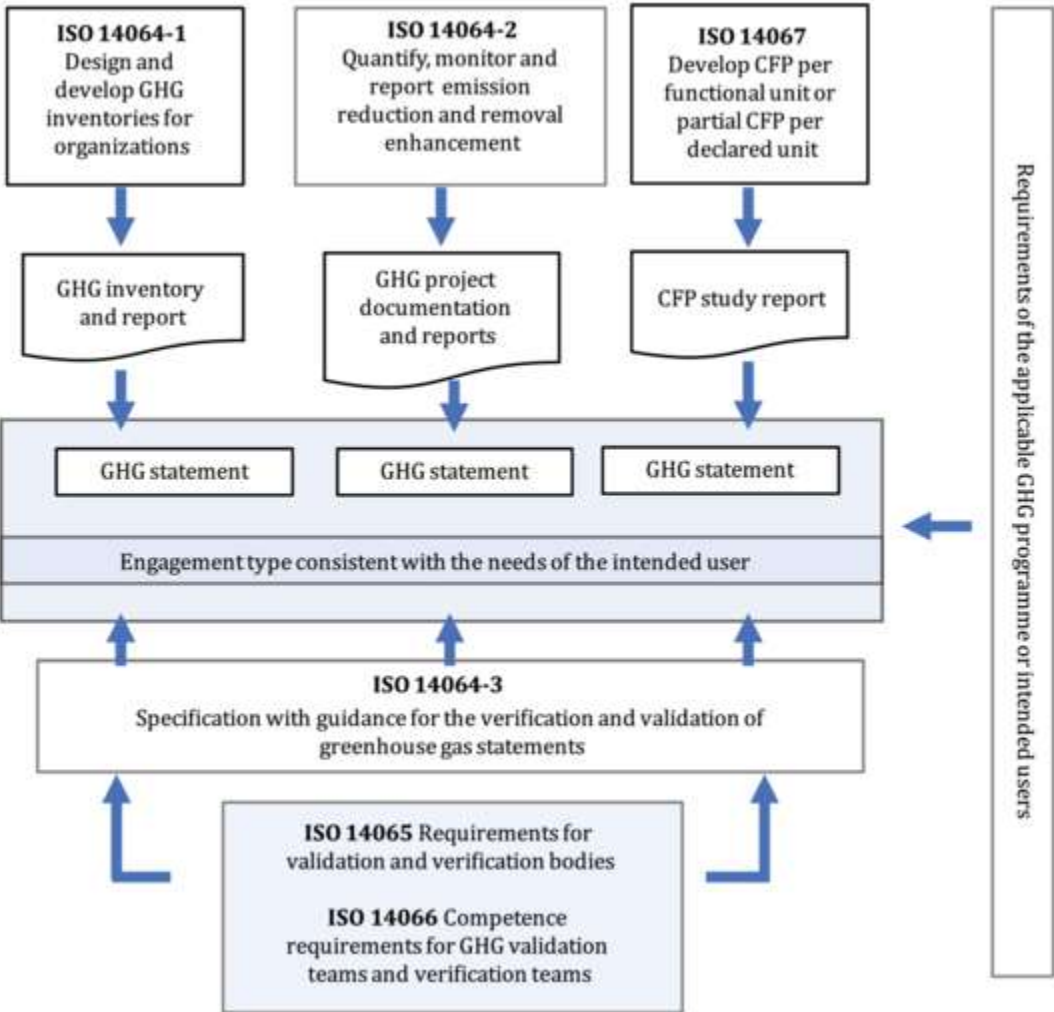 ISO 14064-1
Design and
develop GHG
inventories for
organizations
ISO 14064-2
Quantify, monitor and
report emission
reduction and removal
enhancement
ISO 14067
Develop CFP per
functional unit or
partial CFP per
declared unit
GHG inventory
and report
GHG project
documentation
and reports
CFP study report
GHG statement
GHG statement
GHG statement
Engagement type consistent with the needs of the intended user
ISO 14064-3
Specification with guidance for the verification and validation of
greenhouse gas statements
ISO 14065 Requirements for
validation and verification bodies
ISO 14066 Competence
requirements for GHG validation
teams and verification teams
Requirements of the applicable GHG programme or intended users